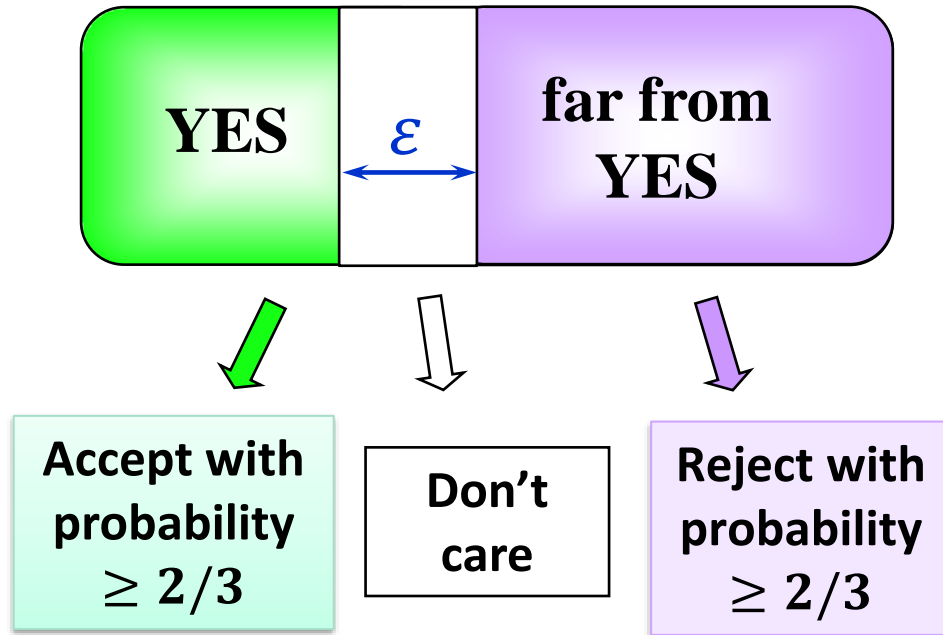 YES
ε
far from
YES
Accept with
probability
≥ 2/3
Don’t
care
Reject with
probability
≥ 2/3